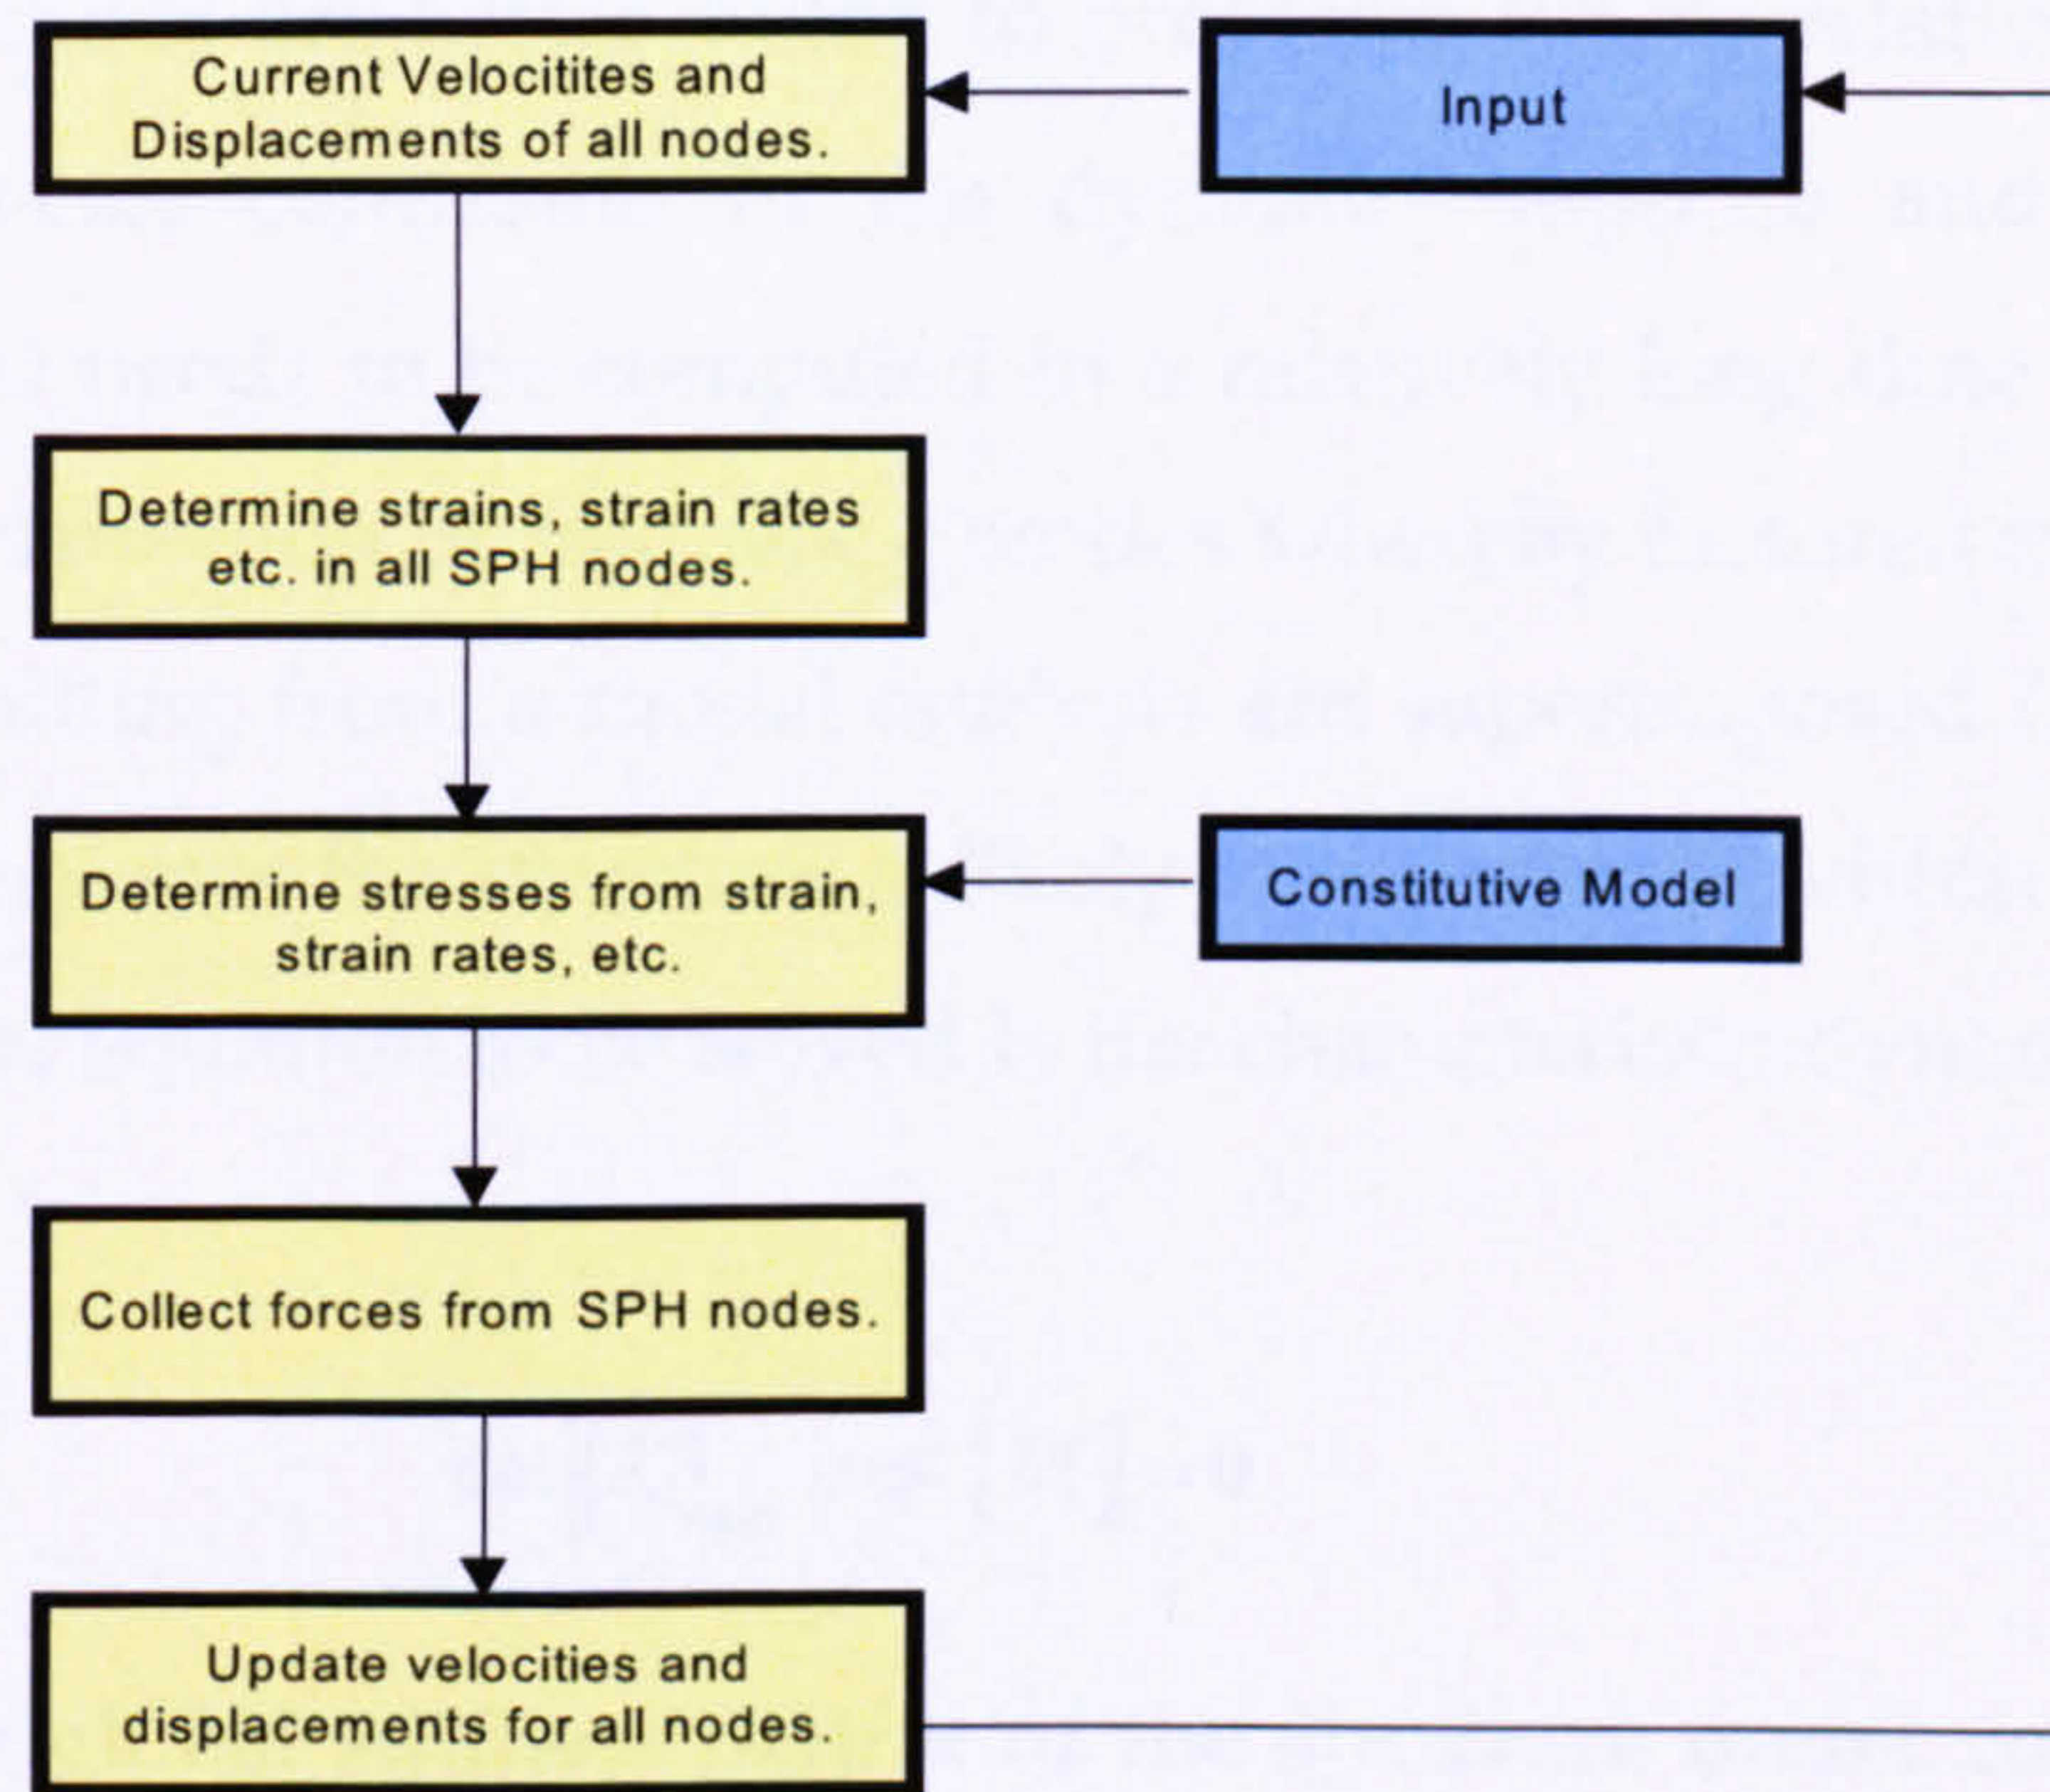 Current Velocitites and
Displacements of all nodes.
Input
Determine strains, strain rates
etc. in all SPH nodes.
Determine stresses from strain,
strain rates, etc.
Constitutive Model
Collect forces from SPH nodes.
Update velocities and
displacements for all nodes.